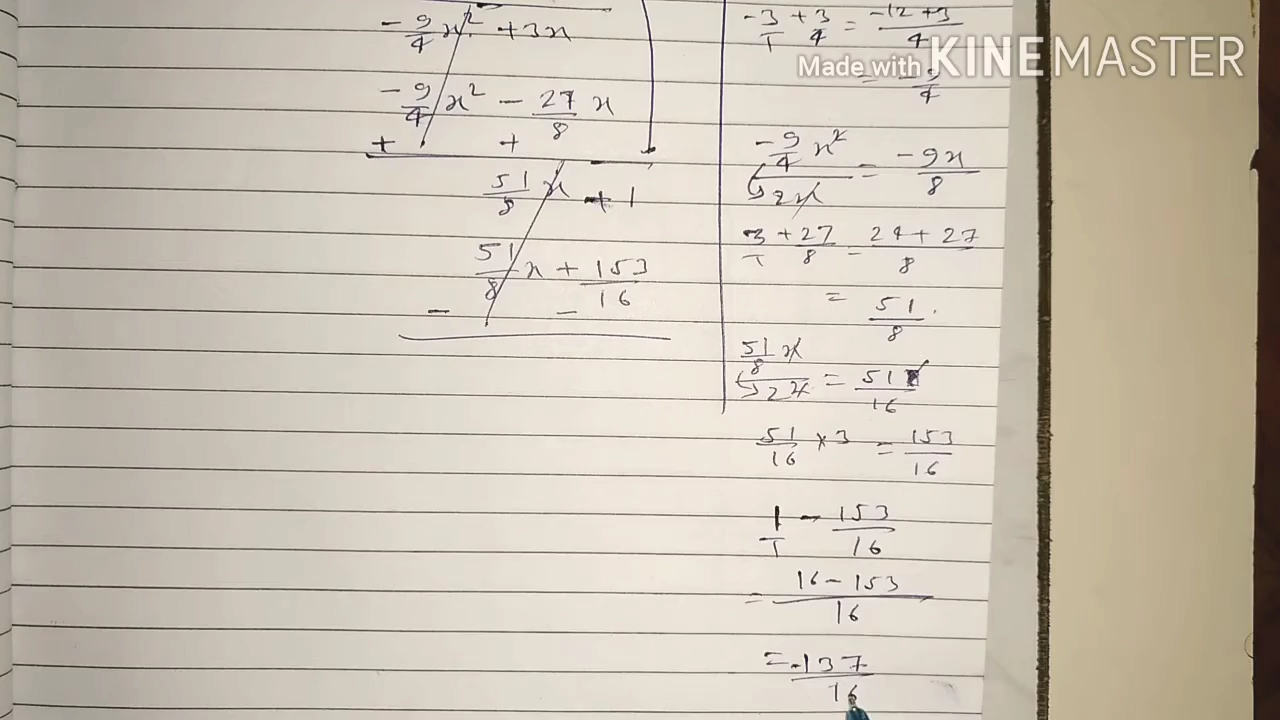 -9/4 x² + 3x
-9/4 x² - 27/8 x
+ +
51/8 x + 1
51/8 x + 153/16
- -
-3/1 + 3/4 = -12+3/4
Made with KINEMASTER
= -9/4
-9/4 x² / 2x = -9x/8
3/1 + 27/8 = 24+27/8
= 51/8
51/8 x / 2x = 51/16
51/16 × 3 = 153/16
1/1 - 153/16
= 16-153/16
= -137/16